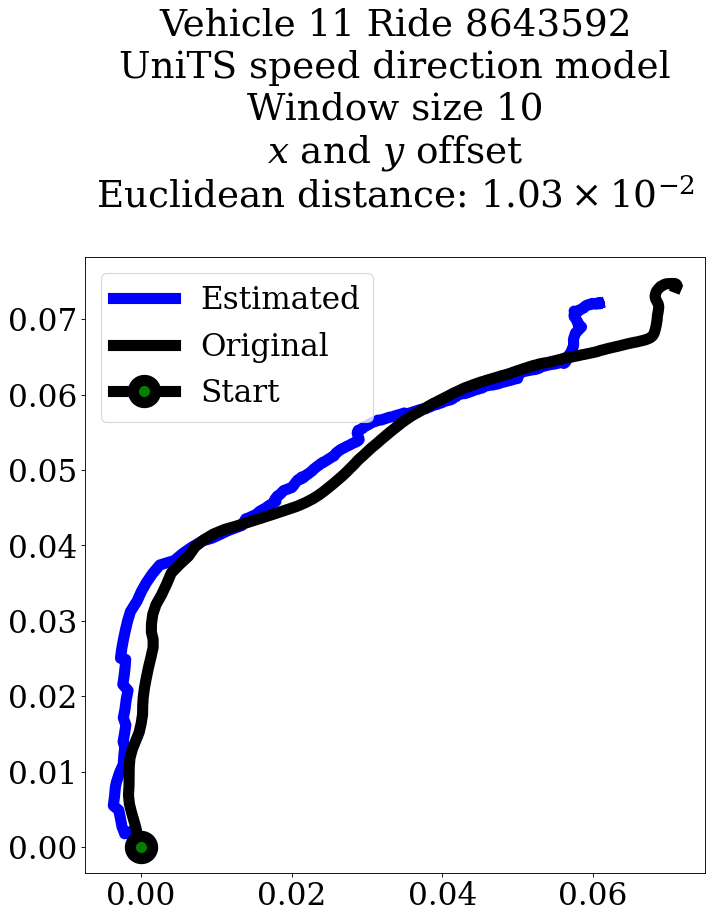 Vehicle 11 Ride 8643592
UniTS speed direction model
Window size 10
x and y offset
Euclidean distance: 1.03 × 10⁻²
Estimated
Original
Start
0.07
0.06
0.05
0.04
0.03
0.02
0.01
0.00
0.00 0.02 0.04 0.06